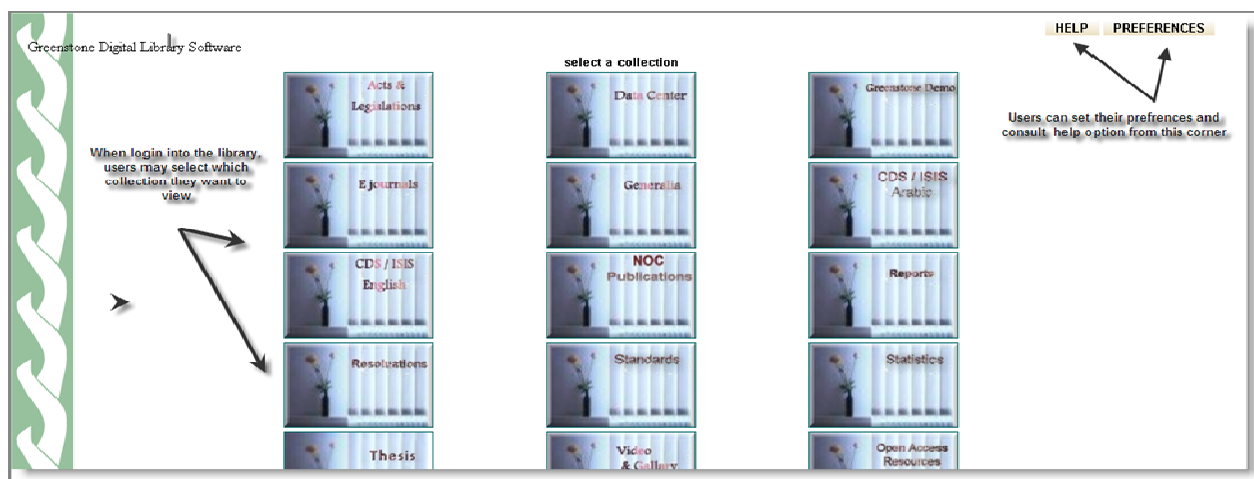 HELP PREFERENCES
Greenstone Digital Library Software
select a collection
Acts &
Legislations
Data Center
Greenstone Demo
Users can set their prefrences and
consult help option from this corner
When login into the library,
users may select which
collection they want to
view
E journals
Generalia
CDS / ISIS
Arabic
CDS / ISIS
English
NOC
Publications
Reports
Resoluations
Standards
Statistics
Thesis
Video
& Gallary
Open Access
Resources